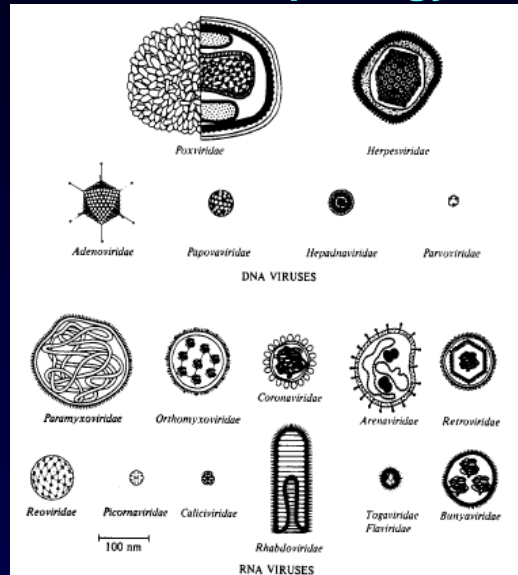 Poxviridae Herpesviridae
Adenoviridae Papovaviridae Hepadnaviridae Parvoviridae
DNA VIRUSES
Paramyxoviridae Orthomyxoviridae Coronaviridae Arenaviridae Retroviridae
Reoviridae Picornaviridae Caliciviridae Rhabdoviridae Togaviridae Bunyaviridae
Flaviridae
100 nm
RNA VIRUSES